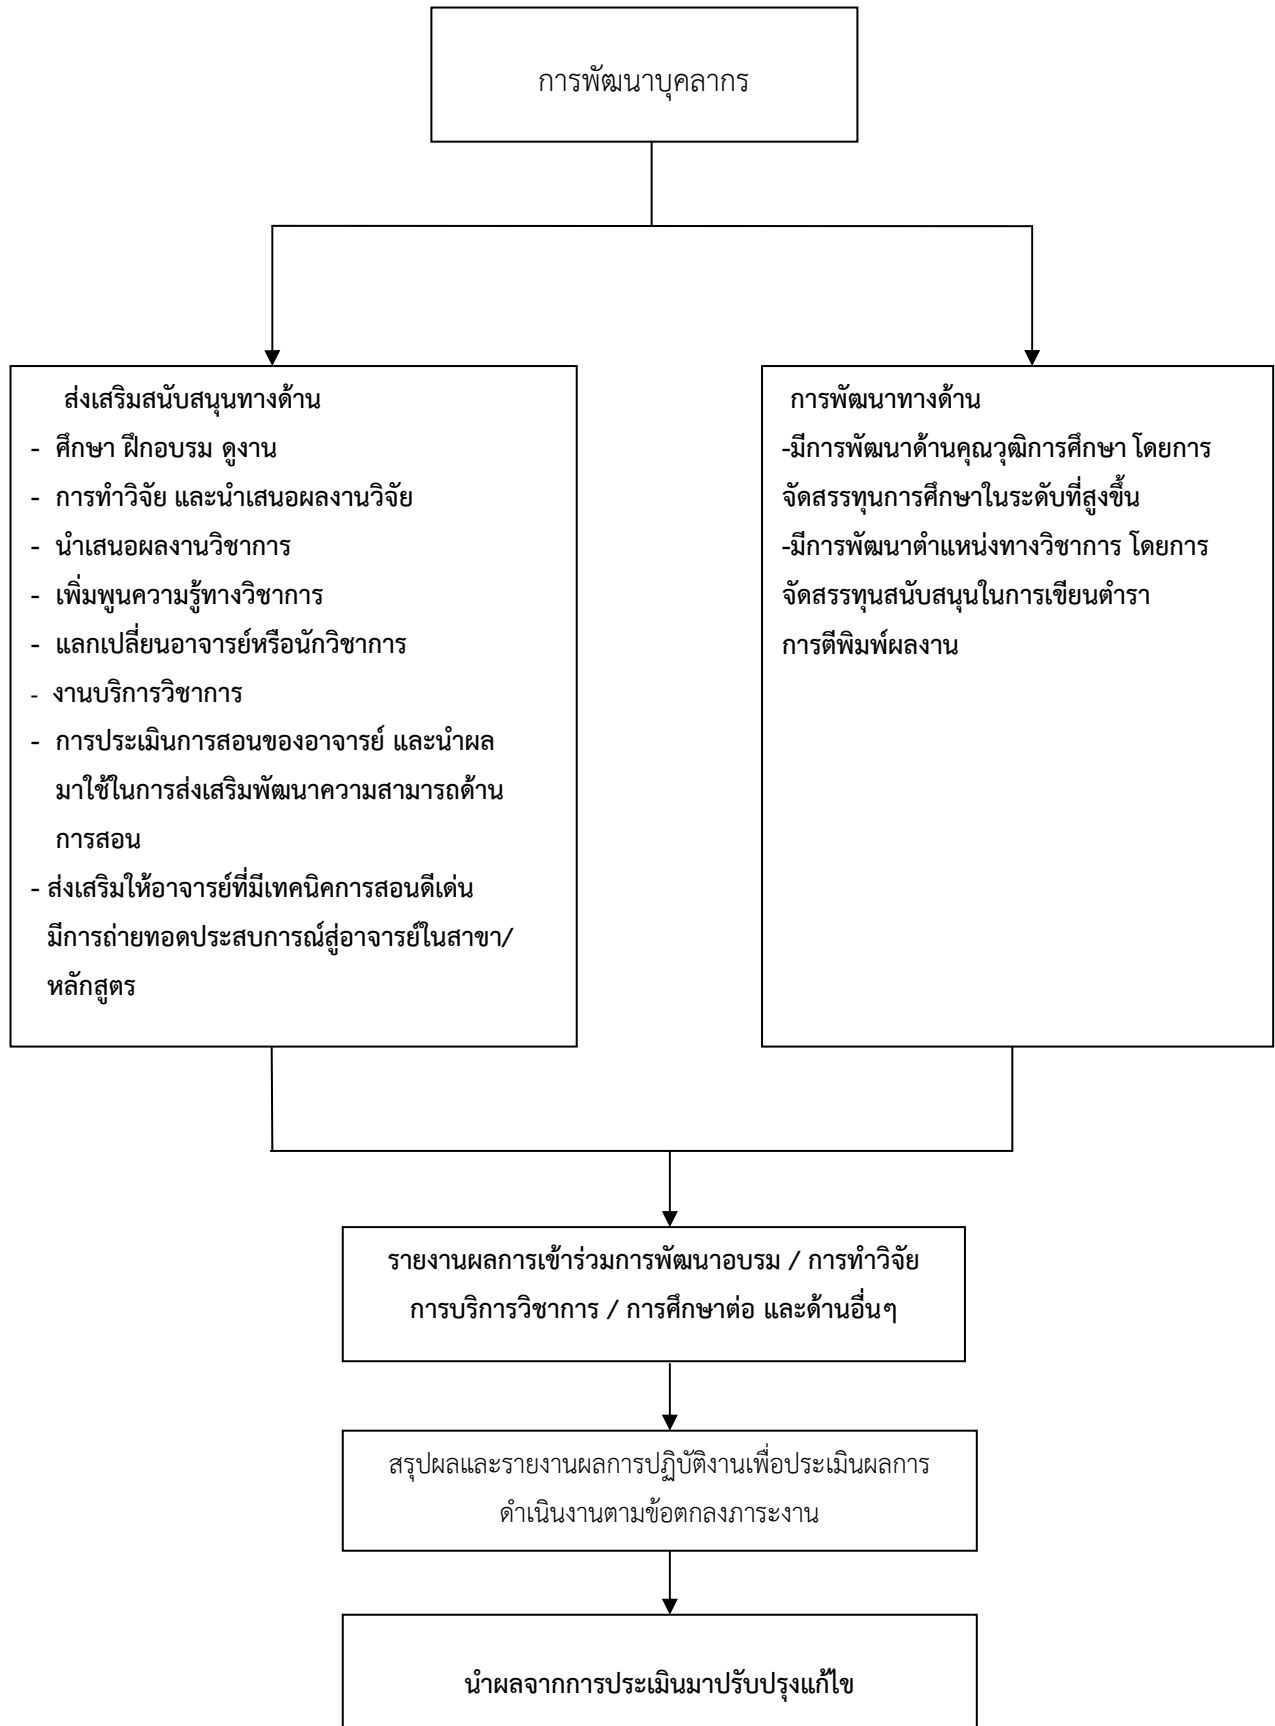 การพัฒนาบุคลากร
ส่งเสริมสนับสนุนทางด้าน
- ศึกษา ฝึกอบรม ดูงาน
- การทำวิจัย และนำเสนอผลงานวิจัย
- นำเสนอผลงานวิชาการ
- เพิ่มพูนความรู้ทางวิชาการ
- แลกเปลี่ยนอาจารย์หรือนักวิชาการ
- งานบริการวิชาการ
- การประเมินการสอนของอาจารย์ และนำผล
มาใช้ในการส่งเสริมพัฒนาความสามารถด้าน
การสอน
- ส่งเสริมให้อาจารย์ที่มีเทคนิคการสอนดีเด่น
มีการถ่ายทอดประสบการณ์สู่อาจารย์ในสาขา/
หลักสูตร
การพัฒนาทางด้าน
-มีการพัฒนาด้านคุณวุฒิการศึกษา โดยการ
จัดสรรทุนการศึกษาในระดับที่สูงขึ้น
-มีการพัฒนาตำแหน่งทางวิชาการ โดยการ
จัดสรรทุนสนับสนุนในการเขียนตำรา
การตีพิมพ์ผลงาน
รายงานผลการเข้าร่วมการพัฒนาอบรม / การทำวิจัย
การบริการวิชาการ / การศึกษาต่อ และด้านอื่นๆ
สรุปผลและรายงานผลการปฏิบัติงานเพื่อประเมินผลการ
ดำเนินงานตามข้อตกลงภาระงาน
นำผลจากการประเมินมาปรับปรุงแก้ไข